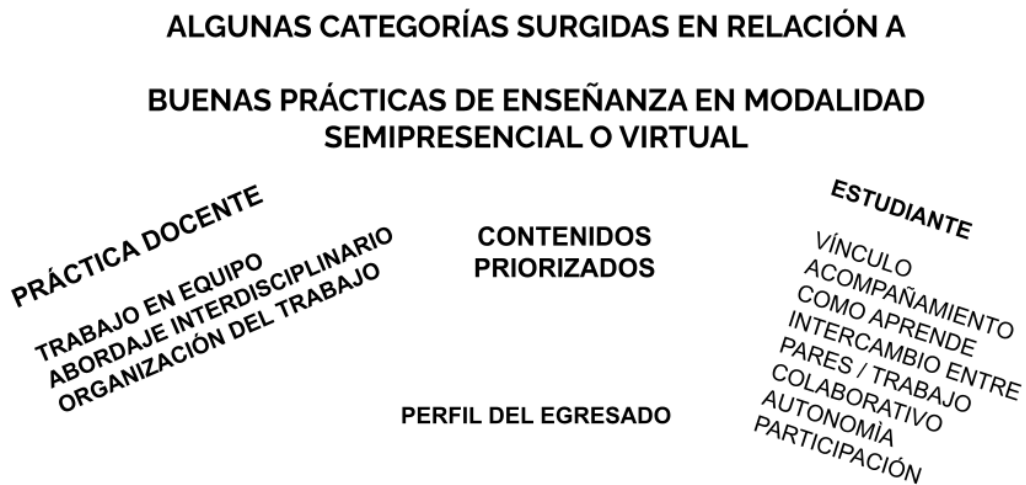 ALGUNAS CATEGORÍAS SURGIDAS EN RELACIÓN A
BUENAS PRÁCTICAS DE ENSEÑANZA EN MODALIDAD
SEMIPRESENCIAL O VIRTUAL
PRÁCTICA DOCENTE
TRABAJO EN EQUIPO
ABORDAJE INTERDISCIPLINARIO
ORGANIZACIÓN DEL TRABAJO
CONTENIDOS
PRIORIZADOS
PERFIL DEL EGRESADO
ESTUDIANTE
VÍNCULO
ACOMPAÑAMIENTO
COMO APRENDE
INTERCAMBIO ENTRE
PARES / TRABAJO
COLABORATIVO
AUTONOMÌA
PARTICIPACIÓN